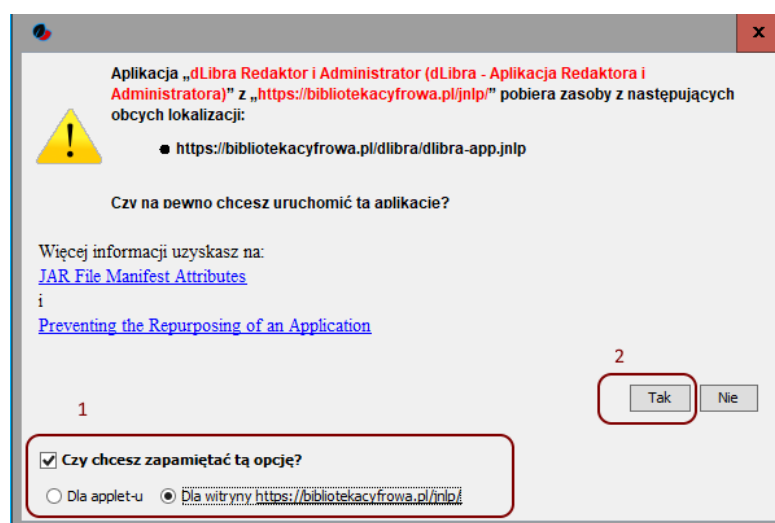 x
Aplikacja „dLibra Redaktor i Administrator (dLibra - Aplikacja Redaktora i
Administratora)” z „https://bibliotekacyfrowa.pl/jnlp/” pobiera zasoby z następujących
obcych lokalizacji:
● https://bibliotekacyfrowa.pl/dlibra/dlibra-app.jnlp
Czy na pewno chcesz uruchomić tą aplikację?
Więcej informacji uzyskasz na:
JAR File Manifest Attributes
i
Preventing the Repurposing of an Application
2
Tak Nie
1
Czy chcesz zapamiętać tą opcję?
Dla applet-u Dla witryny https://bibliotekacyfrowa.pl/jnlp/